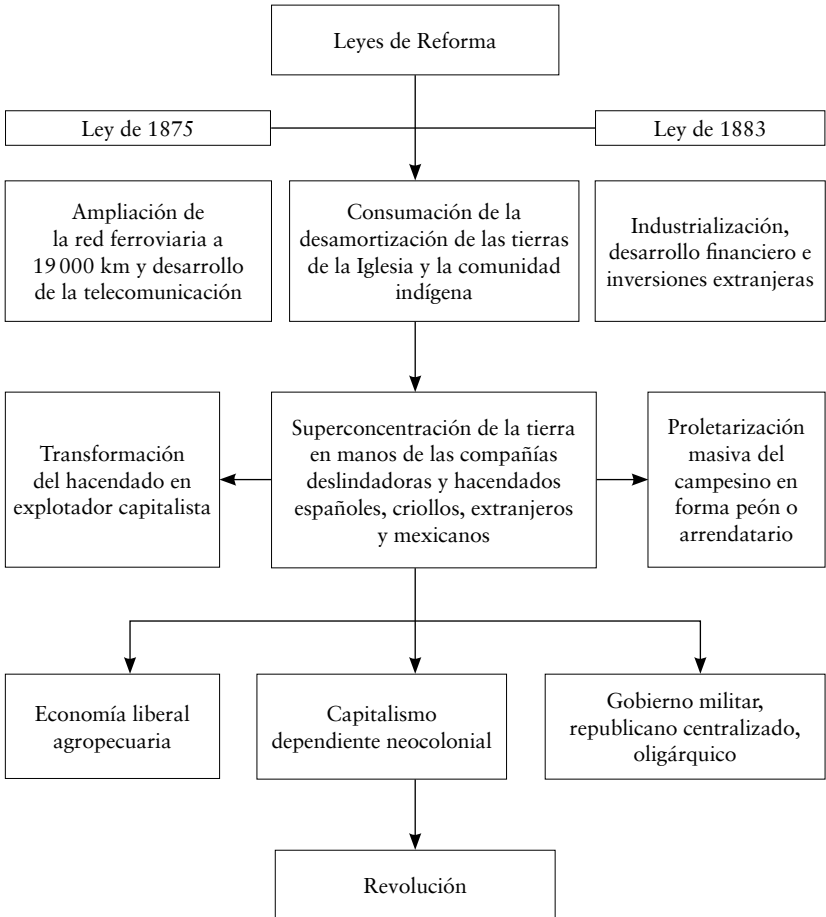 Leyes de Reforma
Ley de 1875
Ley de 1883
Ampliación de
la red ferroviaria a
19 000 km y desarrollo
de la telecomunicación
Consumación de la
desamortización de las tierras
de la Iglesia y la comunidad
indígena
Industrialización,
desarrollo financiero e
inversiones extranjeras
Transformación
del hacendado en
explotador capitalista
Superconcentración de la tierra
en manos de las compañías
deslindadoras y hacendados
españoles, criollos, extranjeros
y mexicanos
Proletarización
masiva del
campesino en
forma peón o
arrendatario
Economía liberal
agropecuaria
Capitalismo
dependiente neocolonial
Gobierno militar,
republicano centralizado,
oligárquico
Revolución